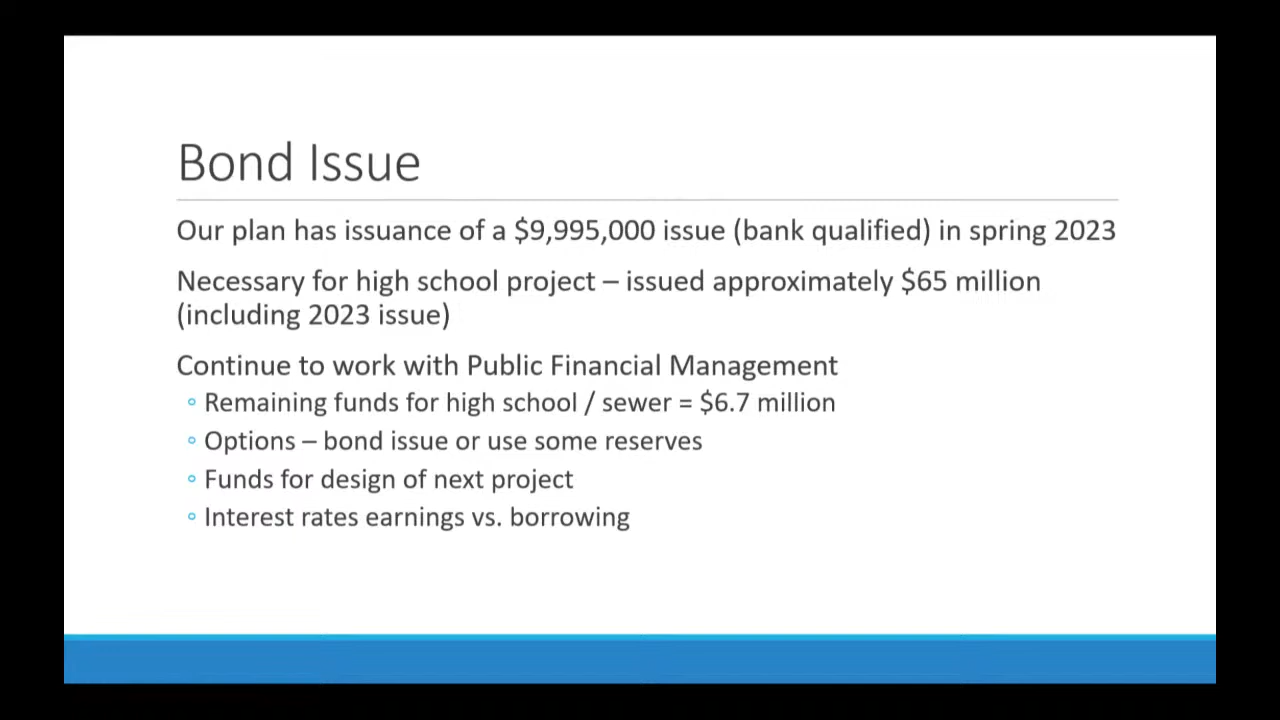 Bond Issue
Our plan has issuance of a $9,995,000 issue (bank qualified) in spring 2023
Necessary for high school project – issued approximately $65 million
(including 2023 issue)
Continue to work with Public Financial Management
◦ Remaining funds for high school / sewer = $6.7 million
◦ Options – bond issue or use some reserves
◦ Funds for design of next project
◦ Interest rates earnings vs. borrowing